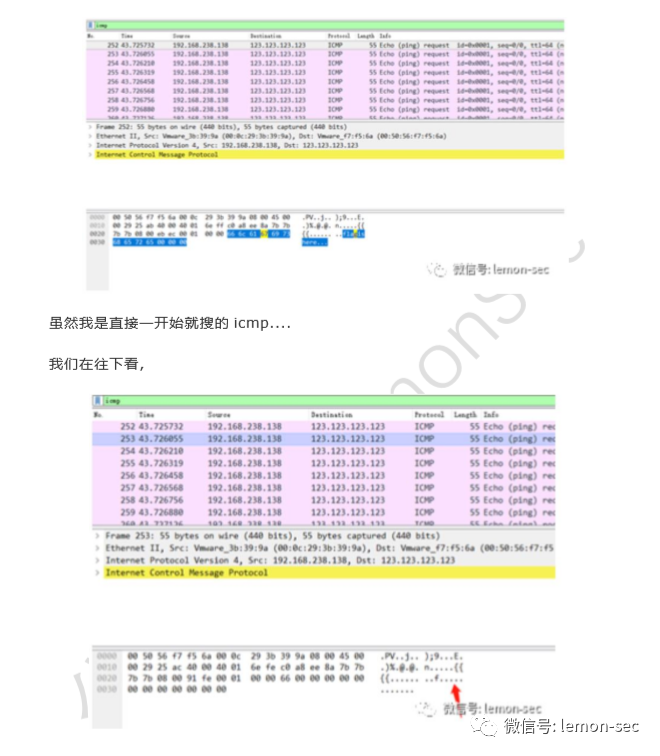 icmp
No. Time Source Destination Protocol Length Info
252 43.725732 192.168.238.138 123.123.123.123 ICMP 55 Echo (ping) request id=0x0001, seq=0/0, ttl=64 (n
253 43.726055 192.168.238.138 123.123.123.123 ICMP 55 Echo (ping) request id=0x0001, seq=0/0, ttl=64 (n
254 43.726210 192.168.238.138 123.123.123.123 ICMP 55 Echo (ping) request id=0x0001, seq=0/0, ttl=64 (n
255 43.726319 192.168.238.138 123.123.123.123 ICMP 55 Echo (ping) request id=0x0001, seq=0/0, ttl=64 (n
256 43.726458 192.168.238.138 123.123.123.123 ICMP 55 Echo (ping) request id=0x0001, seq=0/0, ttl=64 (n
257 43.726568 192.168.238.138 123.123.123.123 ICMP 55 Echo (ping) request id=0x0001, seq=0/0, ttl=64 (n
258 43.726756 192.168.238.138 123.123.123.123 ICMP 55 Echo (ping) request id=0x0001, seq=0/0, ttl=64 (n
259 43.726880 192.168.238.138 123.123.123.123 ICMP 55 Echo (ping) request id=0x0001, seq=0/0, ttl=64 (n
Frame 252: 55 bytes on wire (440 bits), 55 bytes captured (440 bits)
Ethernet II, Src: Vmware_3b:39:9a (00:0c:29:3b:39:9a), Dst: Vmware_f7:f5:6a (00:50:56:f7:f5:6a)
Internet Protocol Version 4, Src: 192.168.238.138, Dst: 123.123.123.123
Internet Control Message Protocol
0000 00 50 56 f7 f5 6a 00 0c 29 3b 39 9a 08 00 45 00 .PV..j.. );9...E.
0010 00 29 25 ab 40 00 40 01 6e ff c0 a8 ee 8a 7b 7b .)%.@.@. n.....{{
0020 7b 7b 08 00 eb ac 00 01 00 00 66 6c 61 69 73 {{......
0030 68 65 72 65 00 00 00 here...
微信号: lemon-sec
虽然我是直接一开始就搜的 icmp....
我们在往下看,
icmp
No. Time Source Destination Protocol Length Info
252 43.725732 192.168.238.138 123.123.123.123 ICMP 55 Echo (ping) rec
253 43.726055 192.168.238.138 123.123.123.123 ICMP 55 Echo (ping) rec
254 43.726210 192.168.238.138 123.123.123.123 ICMP 55 Echo (ping) rec
255 43.726319 192.168.238.138 123.123.123.123 ICMP 55 Echo (ping) rec
256 43.726458 192.168.238.138 123.123.123.123 ICMP 55 Echo (ping) rec
257 43.726568 192.168.238.138 123.123.123.123 ICMP 55 Echo (ping) rec
258 43.726756 192.168.238.138 123.123.123.123 ICMP 55 Echo (ping) rec
259 43.726880 192.168.238.138 123.123.123.123 ICMP 55 Echo (ping) rec
Frame 253: 55 bytes on wire (440 bits), 55 bytes captured (440 bits)
Ethernet II, Src: Vmware_3b:39:9a (00:0c:29:3b:39:9a), Dst: Vmware_f7:f5:6a (00:50:56:f7:f5
Internet Protocol Version 4, Src: 192.168.238.138, Dst: 123.123.123.123
Internet Control Message Protocol
0000 00 50 56 f7 f5 6a 00 0c 29 3b 39 9a 08 00 45 00 .PV..j.. );9...E.
0010 00 29 25 ac 40 00 40 01 6e fe c0 a8 ee 8a 7b 7b .)%.@.@. n.....{{
0020 7b 7b 08 00 91 fe 00 01 00 00 66 00 00 00 00 00 {{...... ..f.....
0030 00 00 00 00 00 00 00 .......
微信号: lemon-sec
微信号: lemon-sec